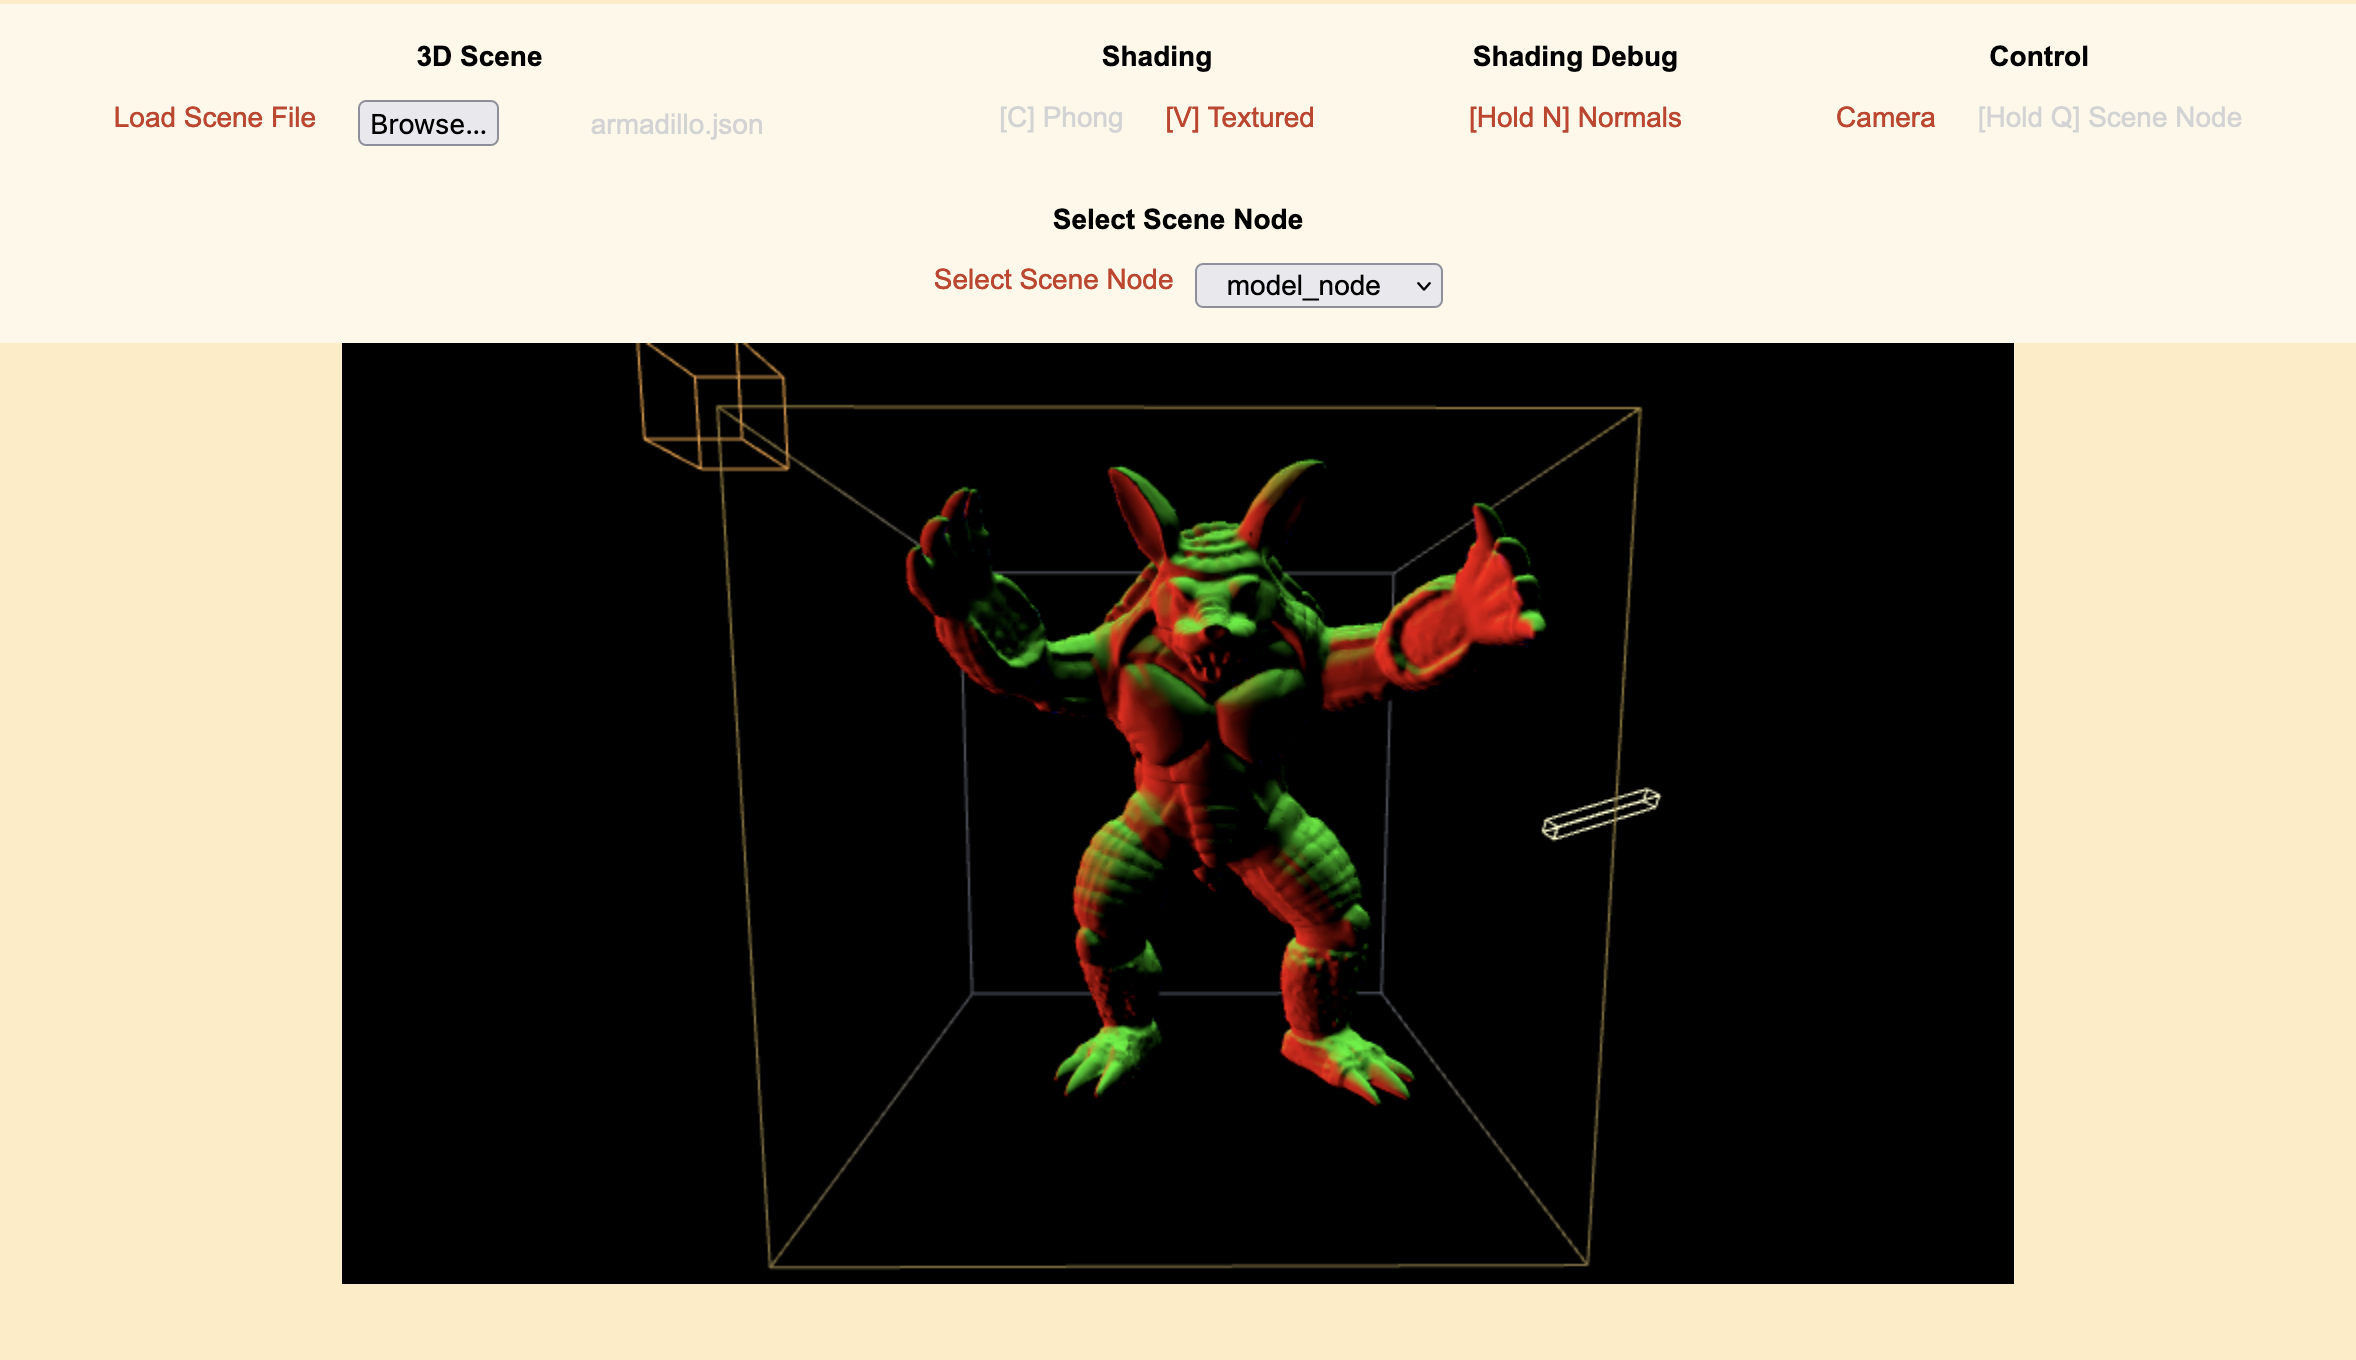 3D Scene
Load Scene File Browse... armadillo.json
Shading
[C] Phong [V] Textured
Shading Debug
[Hold N] Normals
Control
Camera [Hold Q] Scene Node
Select Scene Node
Select Scene Node model_node